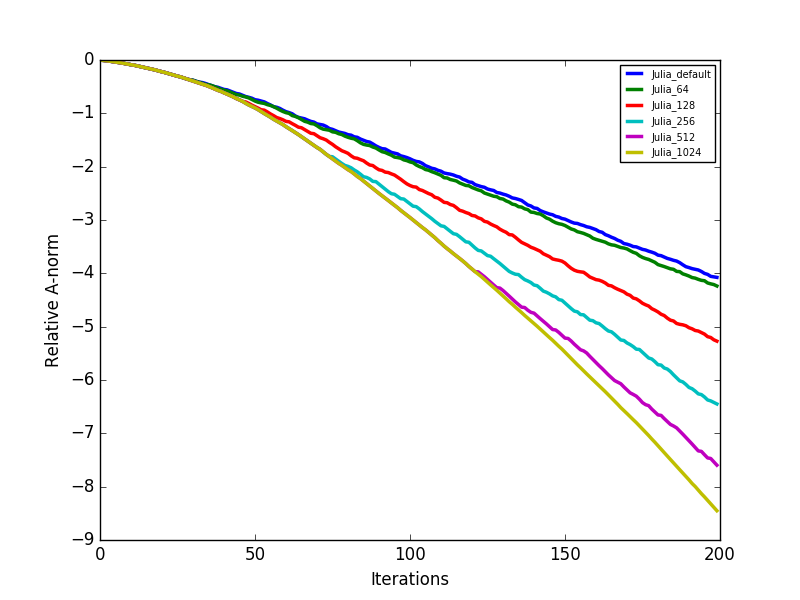 0
−1
−2
−3
−4
−5
−6
−7
−8
−9
Relative A-norm
Julia_default
Julia_64
Julia_128
Julia_256
Julia_512
Julia_1024
0 50 100 150 200
Iterations